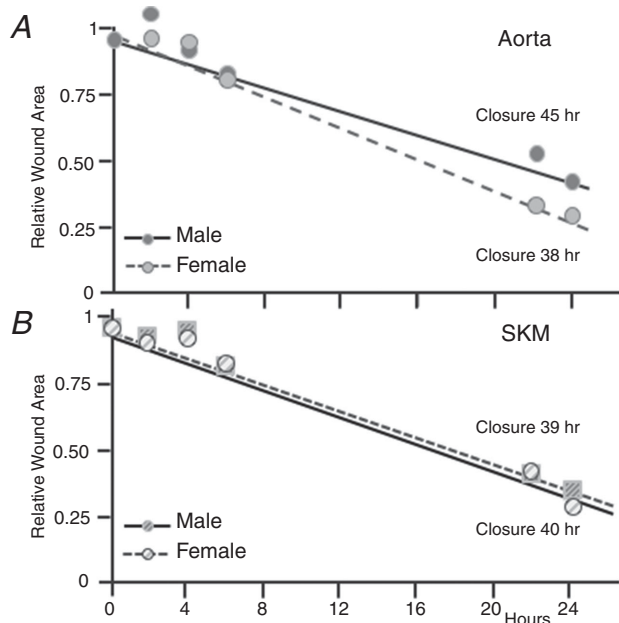 A
Aorta
1
0.75
0.50
0.25
0
Relative Wound Area
Closure 45 hr
Closure 38 hr
Male
Female
B
SKM
1
0.75
0.50
0.25
0
Relative Wound Area
Closure 39 hr
Closure 40 hr
Male
Female
0 4 8 12 16 20 24
Hours